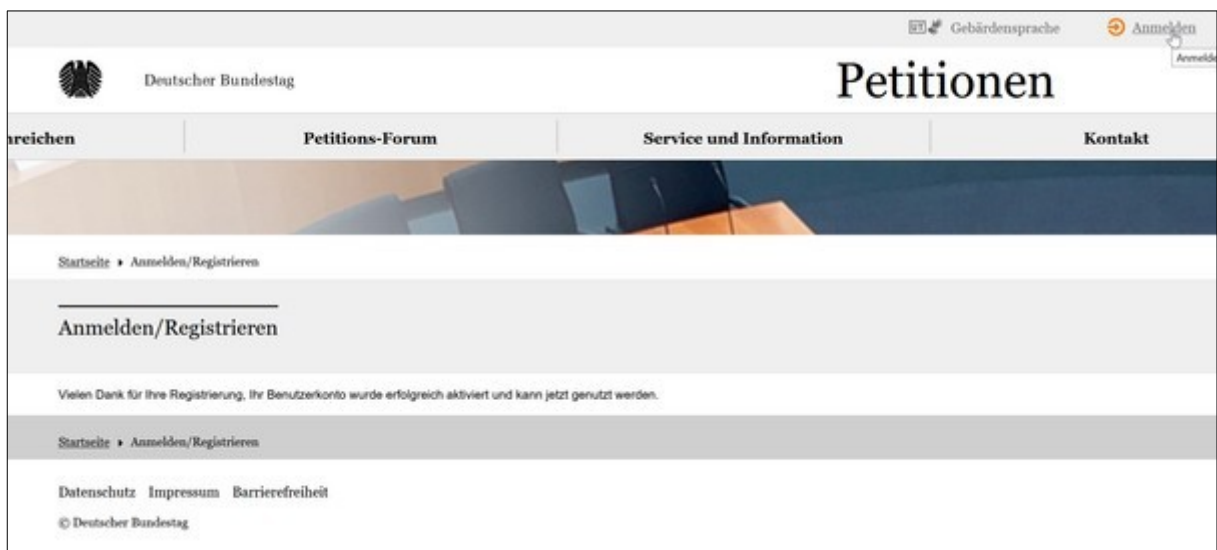 Gebärdensprache Anmelden
Deutscher Bundestag Petitionen
Anmelde
nreichen Petitions-Forum Service und Information Kontakt
Startseite ▸ Anmelden/Registrieren
Anmelden/Registrieren
Vielen Dank für Ihre Registrierung, Ihr Benutzerkonto wurde erfolgreich aktiviert und kann jetzt genutzt werden.
Startseite ▸ Anmelden/Registrieren
Datenschutz Impressum Barrierefreiheit
© Deutscher Bundestag